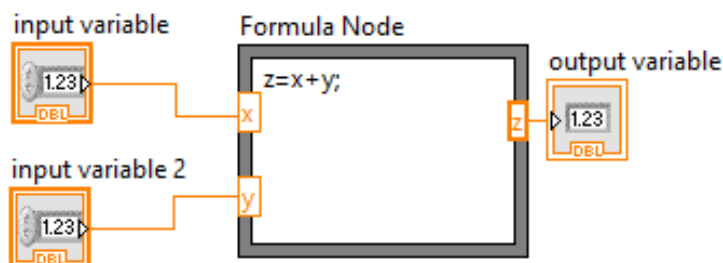 input variable
1.23
DBL
input variable 2
1.23
DBL
Formula Node
z=x+y;
x
y
z
output variable
1.23
DBL